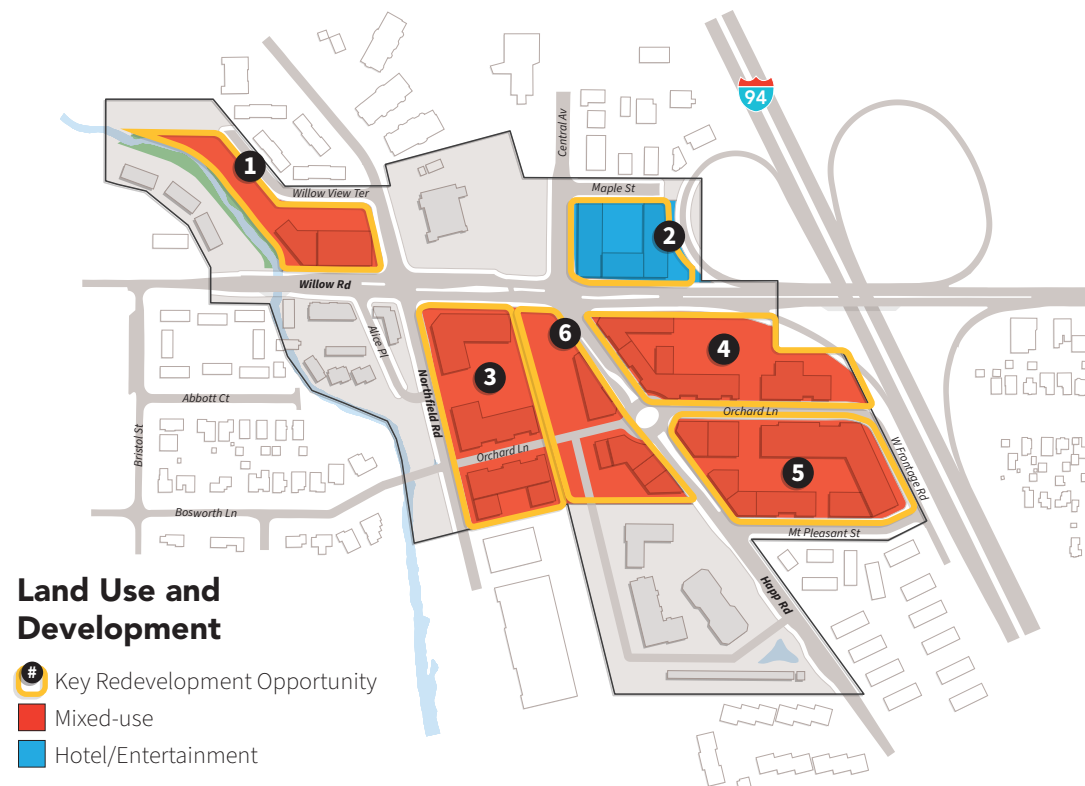 94
Central Av
1
Maple St
Willow View Ter
2
Willow Rd
6
Alice Pl
4
3
Northfield Rd
Abbott Ct
Orchard Ln
Bristol St
Orchard Ln
W Frontage Rd
5
Bosworth Ln
Mt Pleasant St
Happ Rd
Land Use and
Development
# Key Redevelopment Opportunity
Mixed-use
Hotel/Entertainment